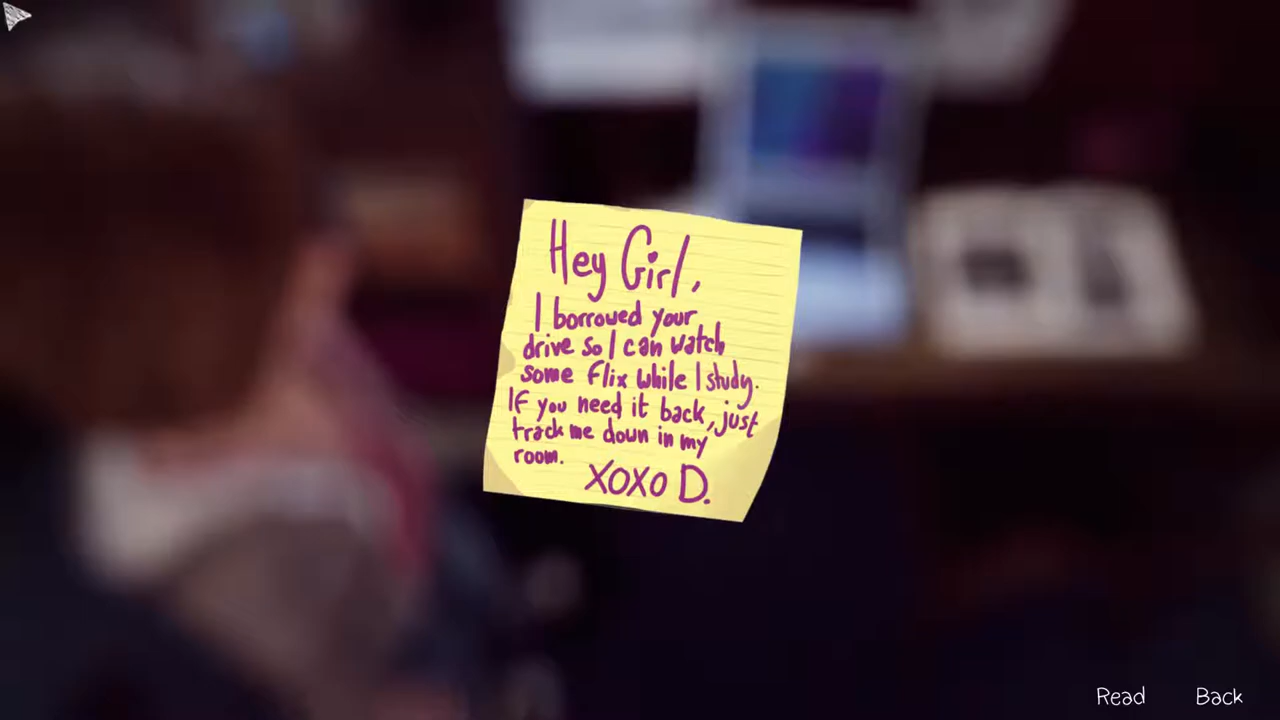 Hey Girl,
I borrowed your
drive so I can watch
some flix while I study.
If you need it back, just
track me down in my
room.
XOXO D.
Read
Back